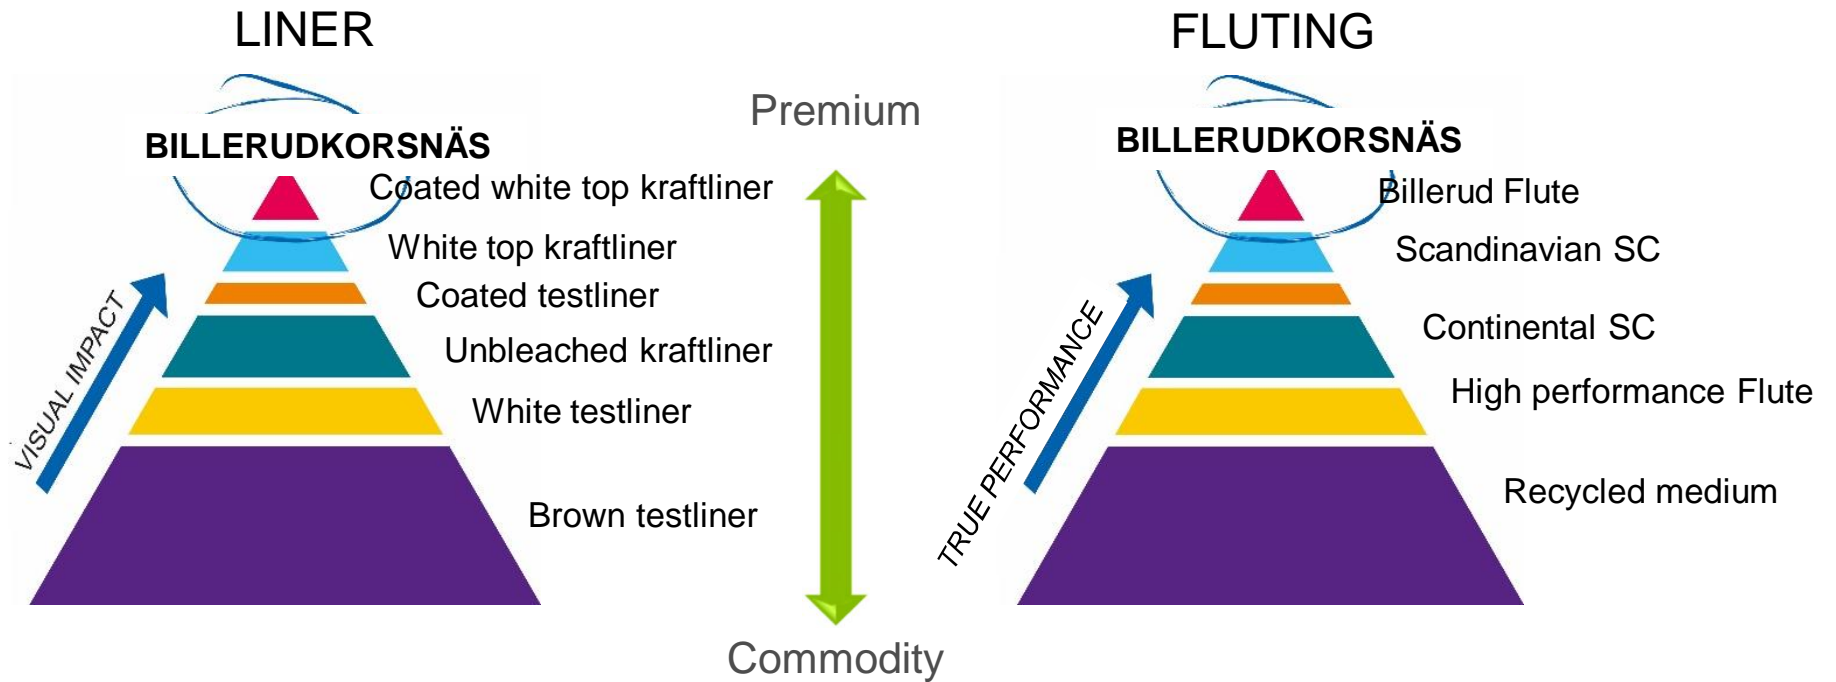 LINER
BILLERUDKORSNÄS
Coated white top kraftliner
White top kraftliner
Coated testliner
Unbleached kraftliner
White testliner
Brown testliner
VISUAL IMPACT
Premium
Commodity
FLUTING
BILLERUDKORSNÄS
Billerud Flute
Scandinavian SC
Continental SC
High performance Flute
Recycled medium
TRUE PERFORMANCE